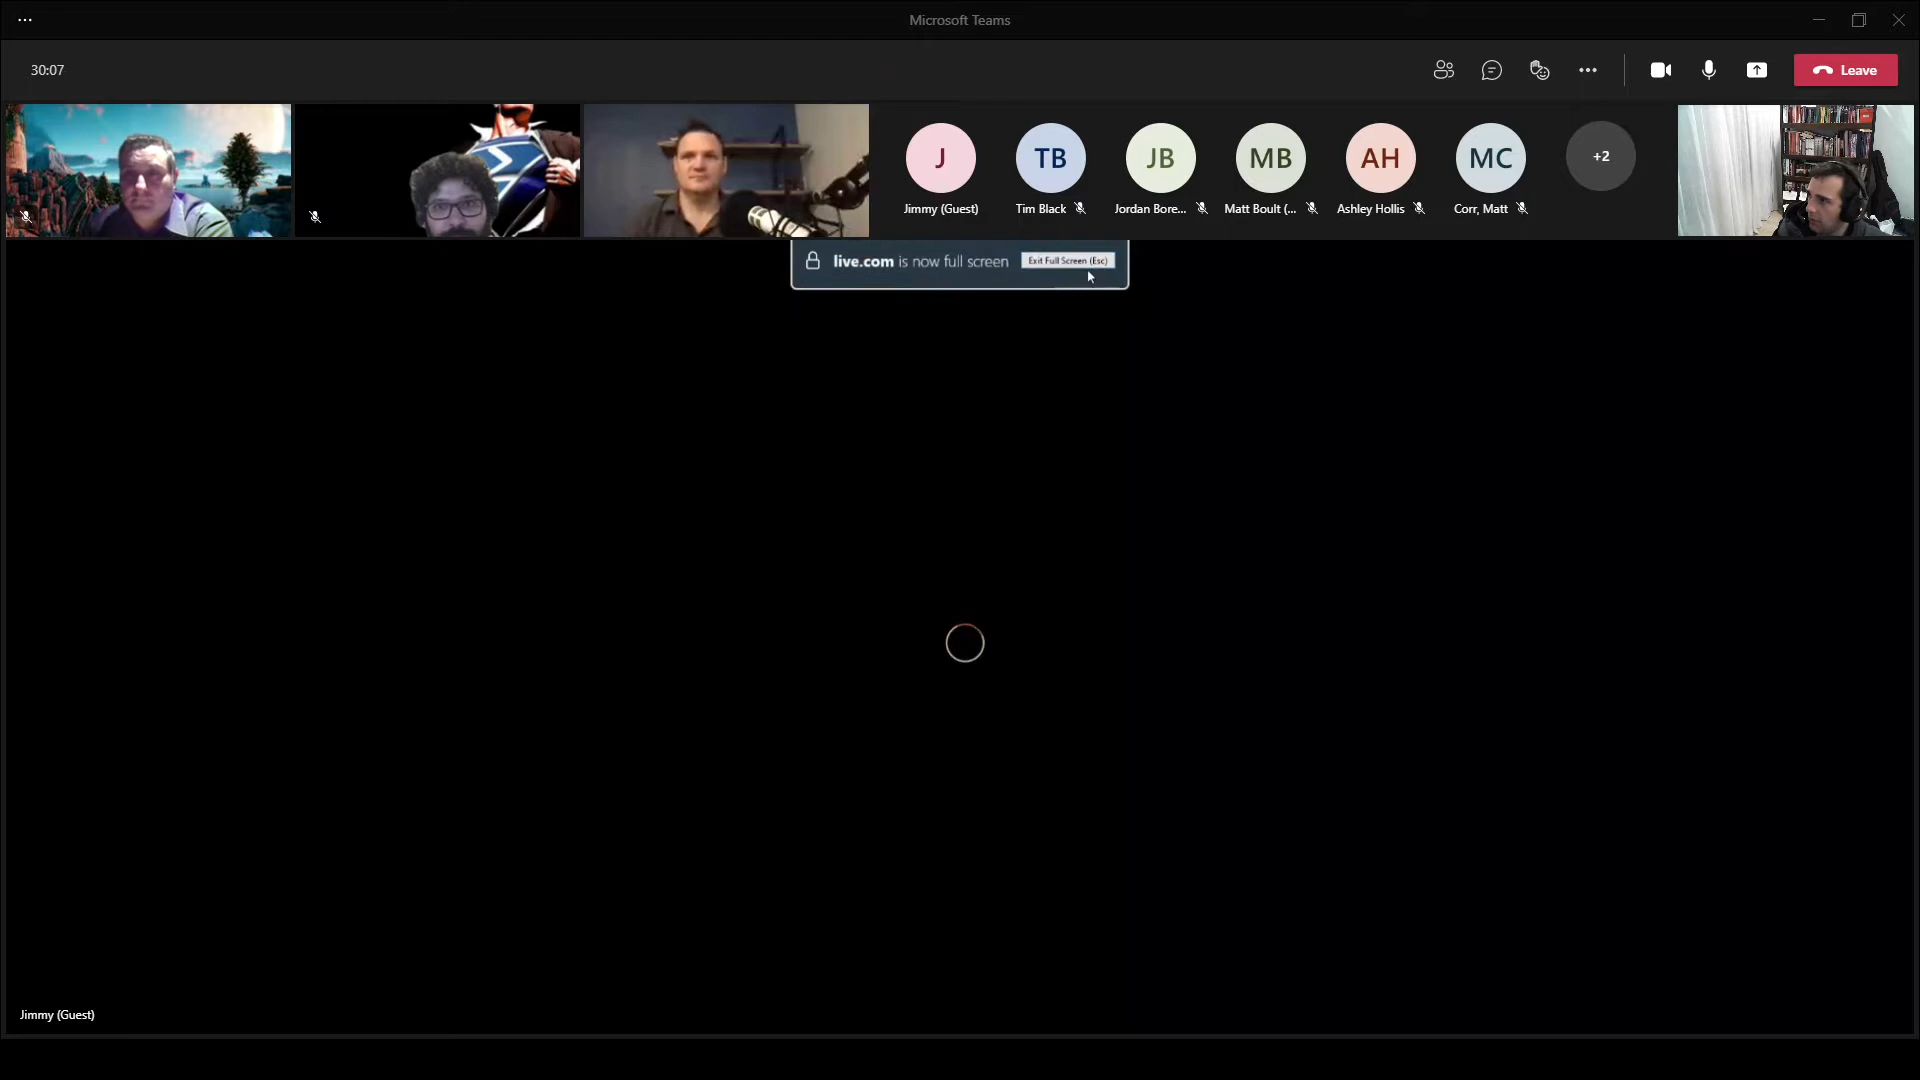 Microsoft Teams
30:07
Leave
J
TB
JB
MB
AH
MC
+2
Jimmy (Guest)
Tim Black
Jordan Bore...
Matt Boult (...
Ashley Hollis
Corr, Matt
live.com is now full screen
Exit Full Screen (Esc)
Jimmy (Guest)